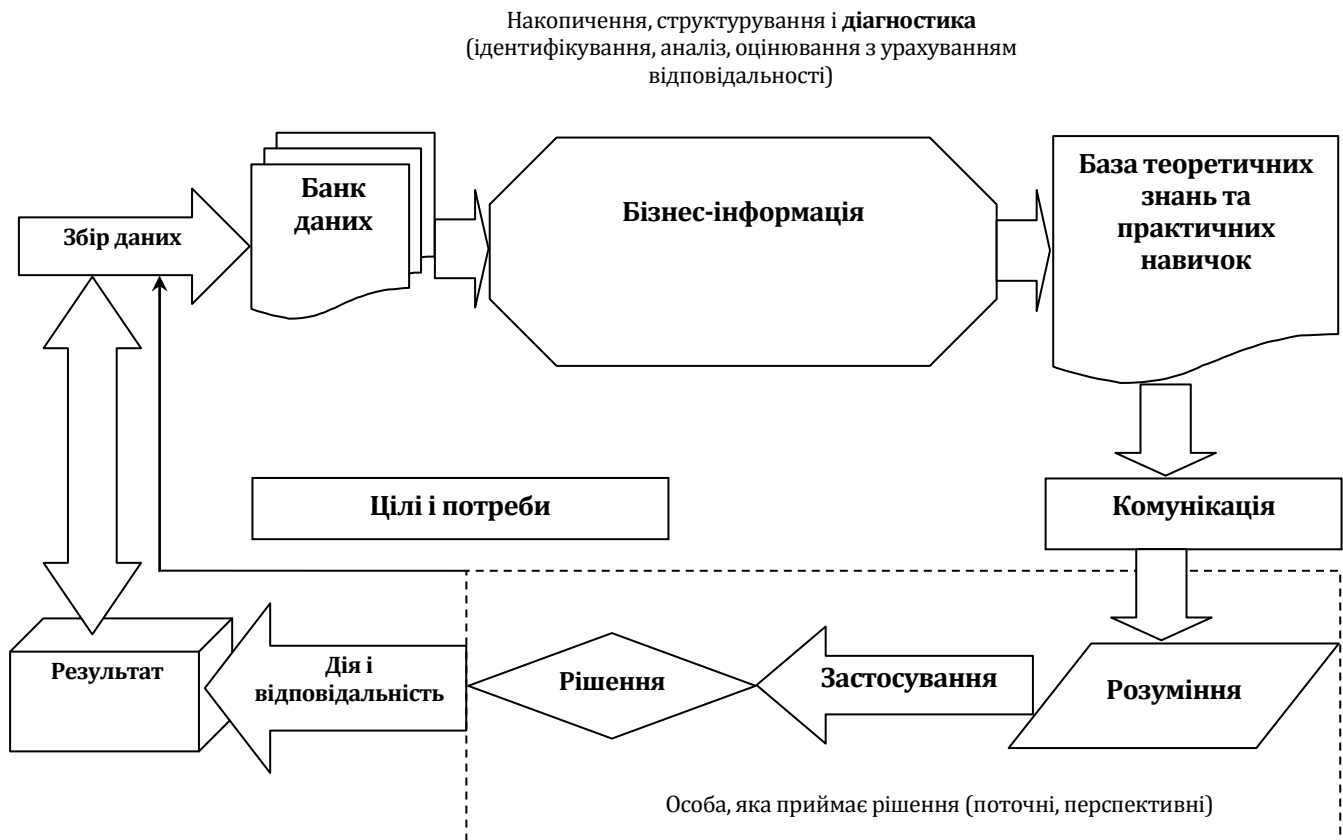 Накопичення, структурування і діагностика
(ідентифікування, аналіз, оцінювання з урахуванням
відповідальності)
Збір даних
Банк
даних
Бізнес-інформація
База теоретичних
знань та
практичних
навичок
Цілі і потреби
Комунікація
Результат
Дія і
відповідальність
Рішення
Застосування
Розуміння
Особа, яка приймає рішення (поточні, перспективні)